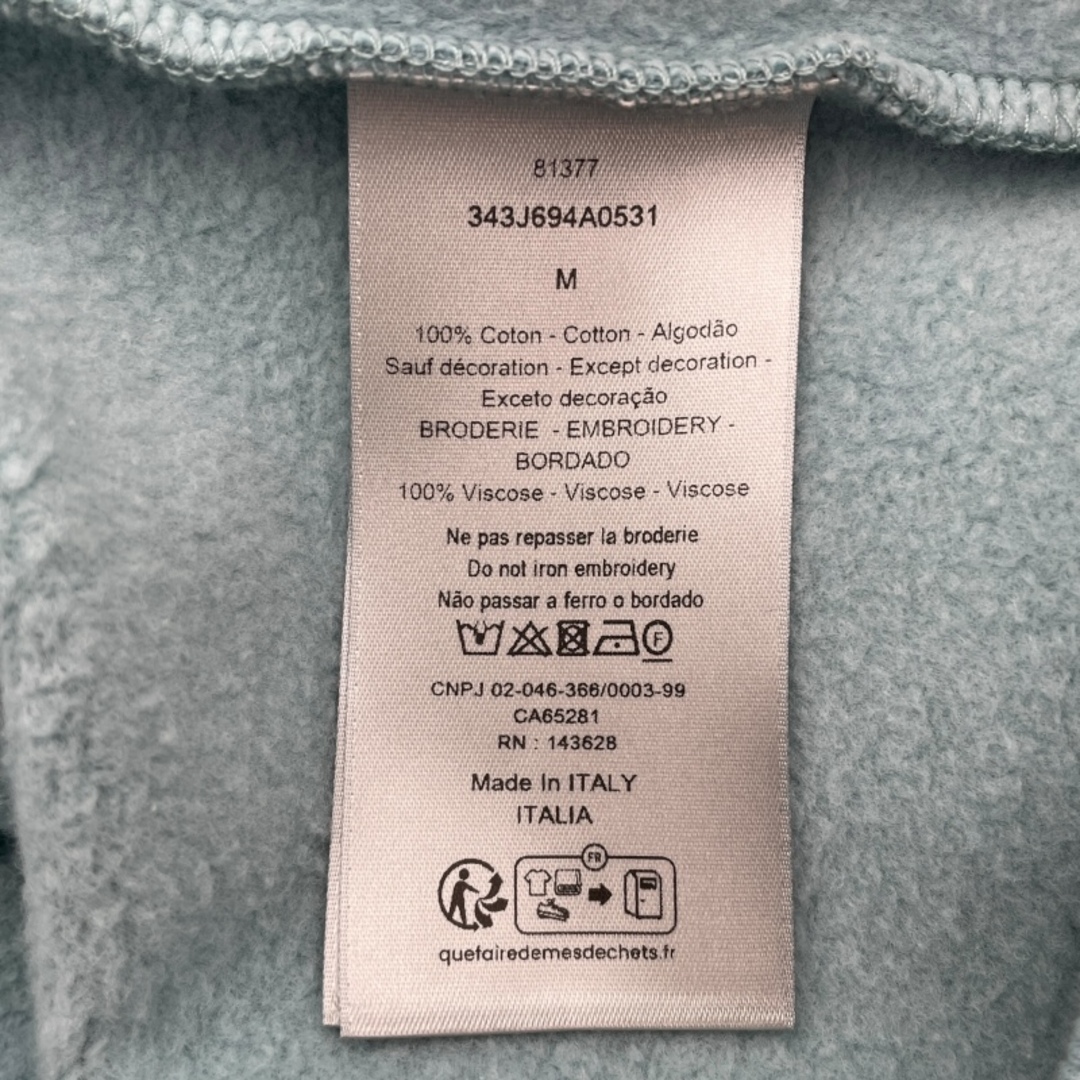 81377
343J694A0531
M
100% Coton - Cotton - Algodão
Sauf décoration - Except decoration -
Exceto decoração
BRODERIE - EMBROIDERY -
BORDADO
100% Viscose - Viscose - Viscose
Ne pas repasser la broderie
Do not iron embroidery
Não passar a ferro o bordado
F
CNPJ 02-046-366/0003-99
CA65281
RN : 143628
Made In ITALY
ITALIA
FR
quefairedemesdechets.fr